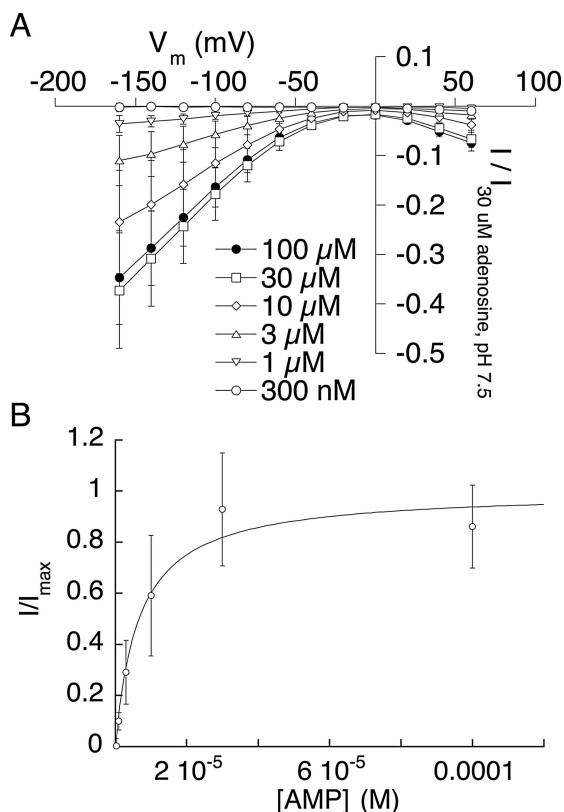 A
V_m (mV)
0.1
-200 -150 -100 -50 50 100
-0.1
-0.2
-0.3
-0.4
-0.5
I / I_30 uM adenosine, pH 7.5
100 µM
30 µM
10 µM
3 µM
1 µM
300 nM
B
1.2
1
0.8
0.6
0.4
0.2
0
I/I_max
2 10^-5 6 10^-5 0.0001
[AMP] (M)